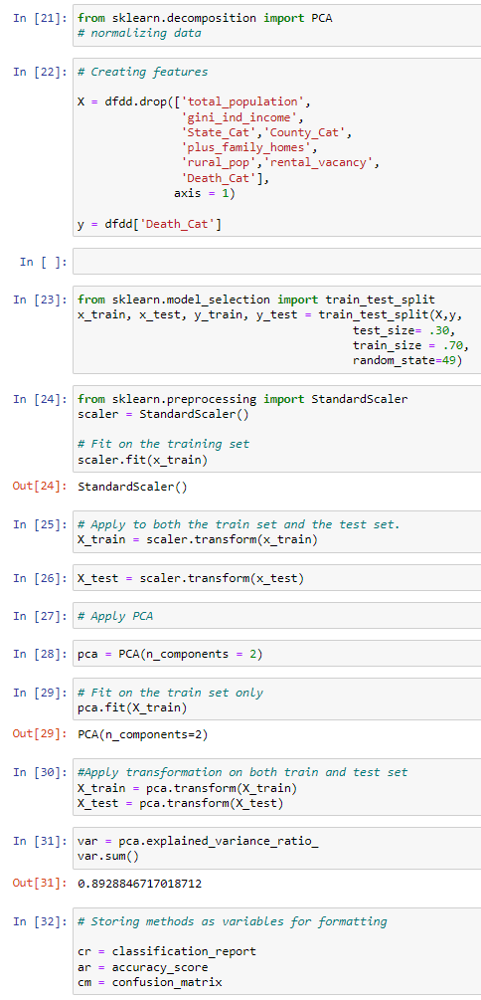 In [21]: from sklearn.decomposition import PCA
# normalizing data
In [22]: # Creating features
X = dfdd.drop(['total_population',
'gini_ind_income',
'State_Cat','County_Cat',
'plus_family_homes',
'rural_pop','rental_vacancy',
'Death_Cat'],
axis = 1)
y = dfdd['Death_Cat']
In [ ]:
In [23]: from sklearn.model_selection import train_test_split
x_train, x_test, y_train, y_test = train_test_split(X,y,
test_size= .30,
train_size = .70,
random_state=49)
In [24]: from sklearn.preprocessing import StandardScaler
scaler = StandardScaler()
# Fit on the training set
scaler.fit(x_train)
Out[24]: StandardScaler()
In [25]: # Apply to both the train set and the test set.
X_train = scaler.transform(x_train)
In [26]: X_test = scaler.transform(x_test)
In [27]: # Apply PCA
In [28]: pca = PCA(n_components = 2)
In [29]: # Fit on the train set only
pca.fit(X_train)
Out[29]: PCA(n_components=2)
In [30]: #Apply transformation on both train and test set
X_train = pca.transform(X_train)
X_test = pca.transform(X_test)
In [31]: var = pca.explained_variance_ratio_
var.sum()
Out[31]: 0.8928846717018712
In [32]: # Storing methods as variables for formatting
cr = classification_report
ar = accuracy_score
cm = confusion_matrix